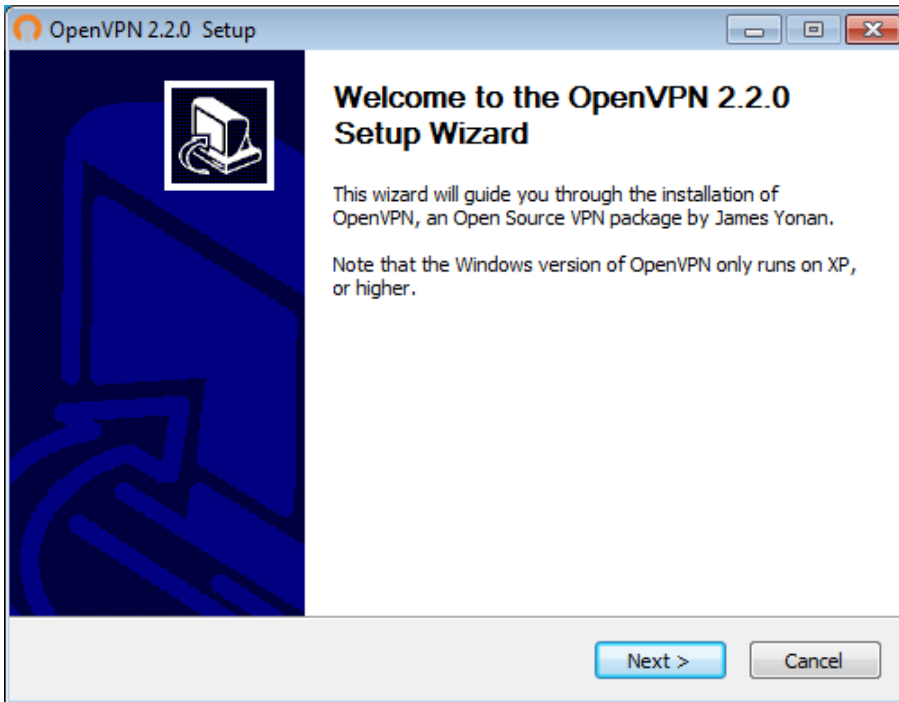 OpenVPN 2.2.0 Setup
Welcome to the OpenVPN 2.2.0
Setup Wizard
This wizard will guide you through the installation of
OpenVPN, an Open Source VPN package by James Yonan.
Note that the Windows version of OpenVPN only runs on XP,
or higher.
Next >
Cancel